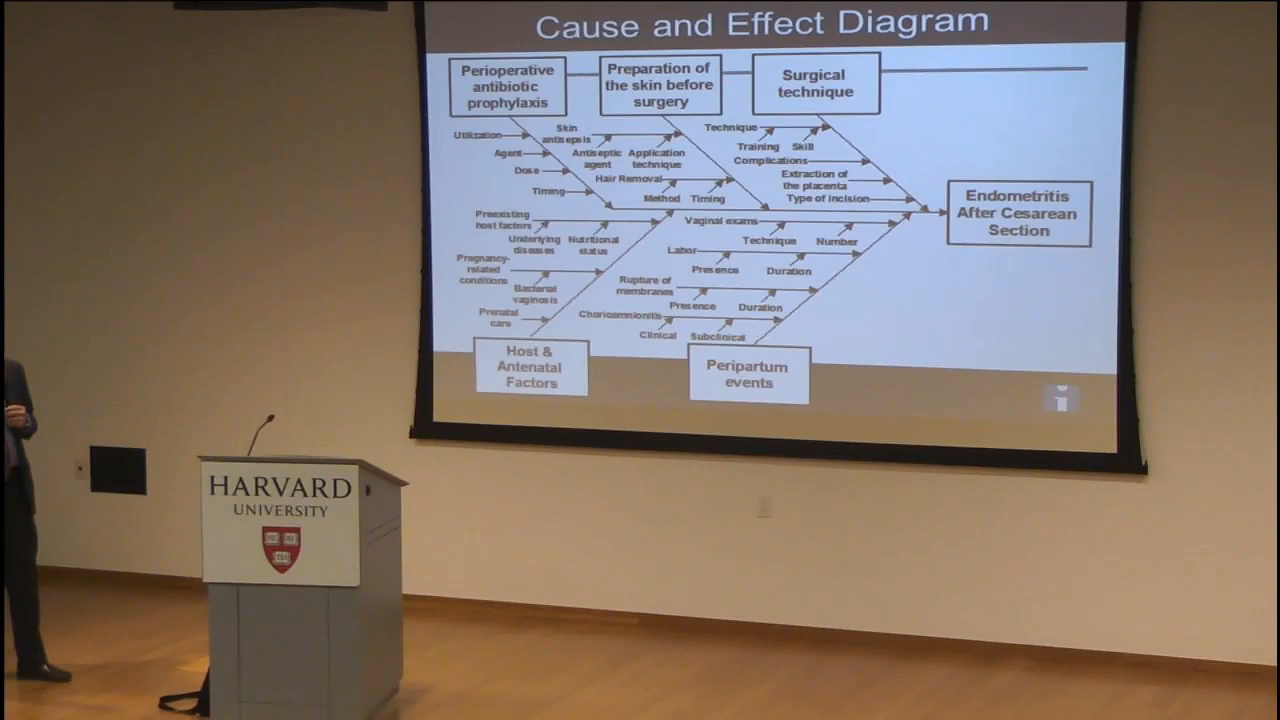 Cause and Effect Diagram
Perioperative
antibiotic
prophylaxis
Preparation of
the skin before
surgery
Surgical
technique
Utilization
Agent
Dose
Timing
Skin
antisepsis
Antiseptic
agent
Application
technique
Hair Removal
Method
Timing
Technique
Training
Skill
Complications
Extraction of
the placenta
Type of incision
Endometritis
After Cesarean
Section
Preexisting
host factors
Underlying
diseases
Nutritional
status
Pregnancy-
related
conditions
Bacterial
vaginosis
Prenatal
care
Vaginal exams
Technique
Number
Labor
Presence
Duration
Rupture of
membranes
Presence
Duration
Chorioamnionitis
Clinical
Subclinical
Host &
Antenatal
Factors
Peripartum
events
i
HARVARD
UNIVERSITY